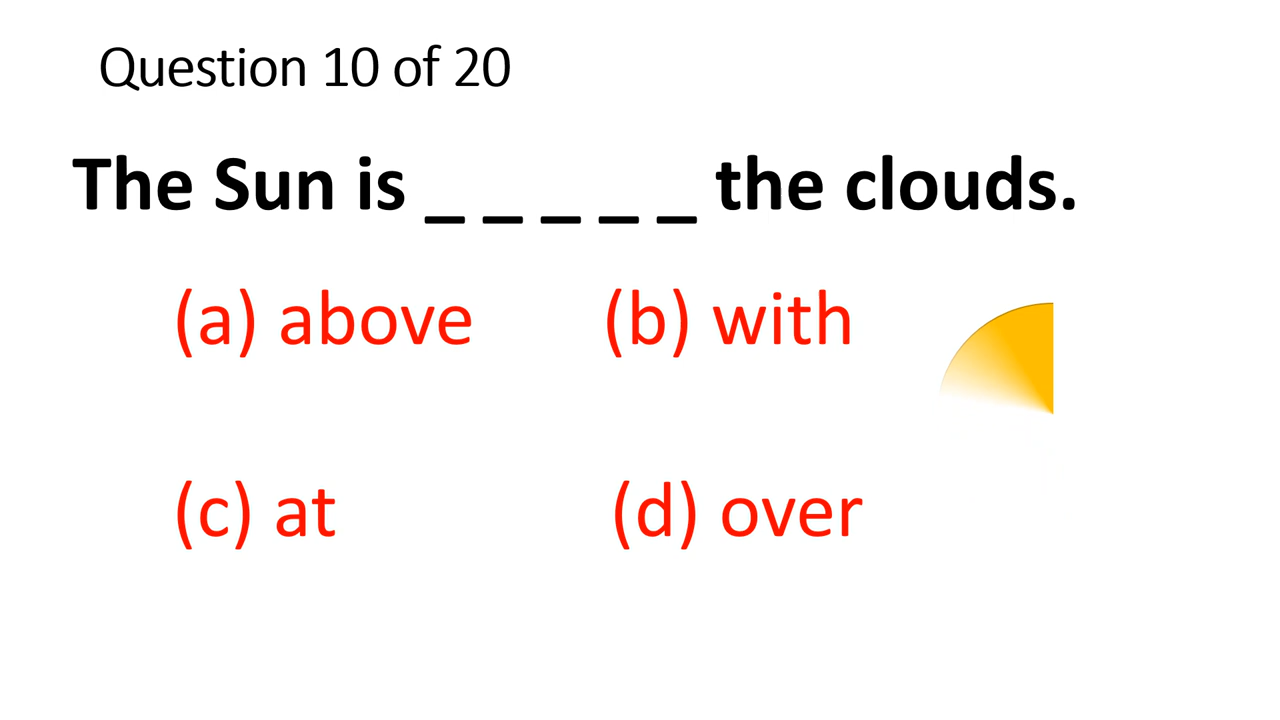 Question 10 of 20
The Sun is _ _ _ _ _ the clouds.
(a) above (b) with
(c) at (d) over